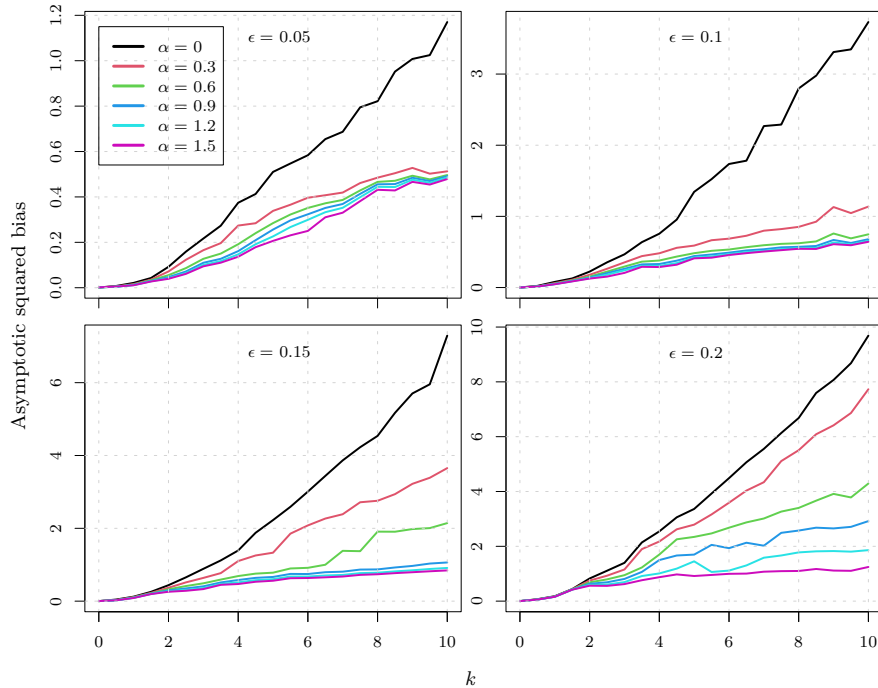 ϵ = 0.05
α = 0
α = 0.3
α = 0.6
α = 0.9
α = 1.2
α = 1.5
0.0 0.2 0.4 0.6 0.8 1.0 1.2
ϵ = 0.1
0 1 2 3
Asymptotic squared bias
ϵ = 0.15
0 2 4 6
0 2 4 6 8 10
ϵ = 0.2
0 2 4 6 8 10
0 2 4 6 8 10
k